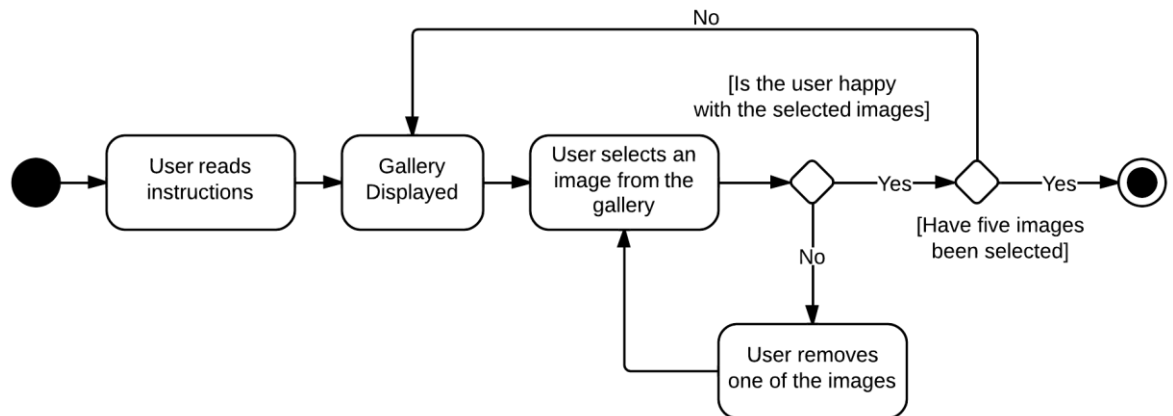 No
[Is the user happy
with the selected images]
User reads
instructions
Gallery
Displayed
User selects an
image from the
gallery
Yes
Yes
[Have five images
been selected]
No
User removes
one of the images